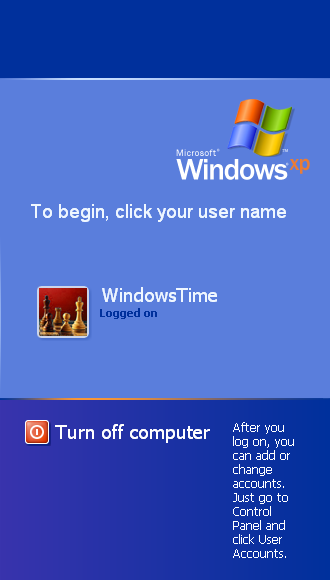 Microsoft®
Windows xp™
To begin, click your user name
WindowsTime
Logged on
Turn off computer
After you
log on, you
can add or
change
accounts.
Just go to
Control
Panel and
click User
Accounts.